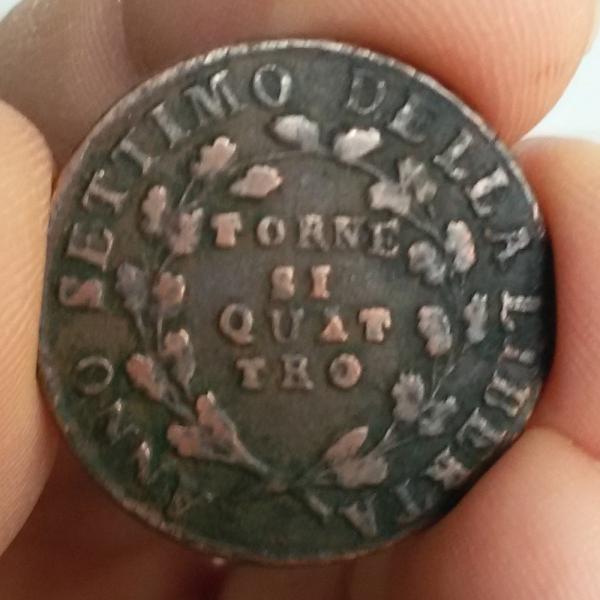 ANNO SETTIMO DELLA LIBERTA
TORNE
SI
QUAT
TRO